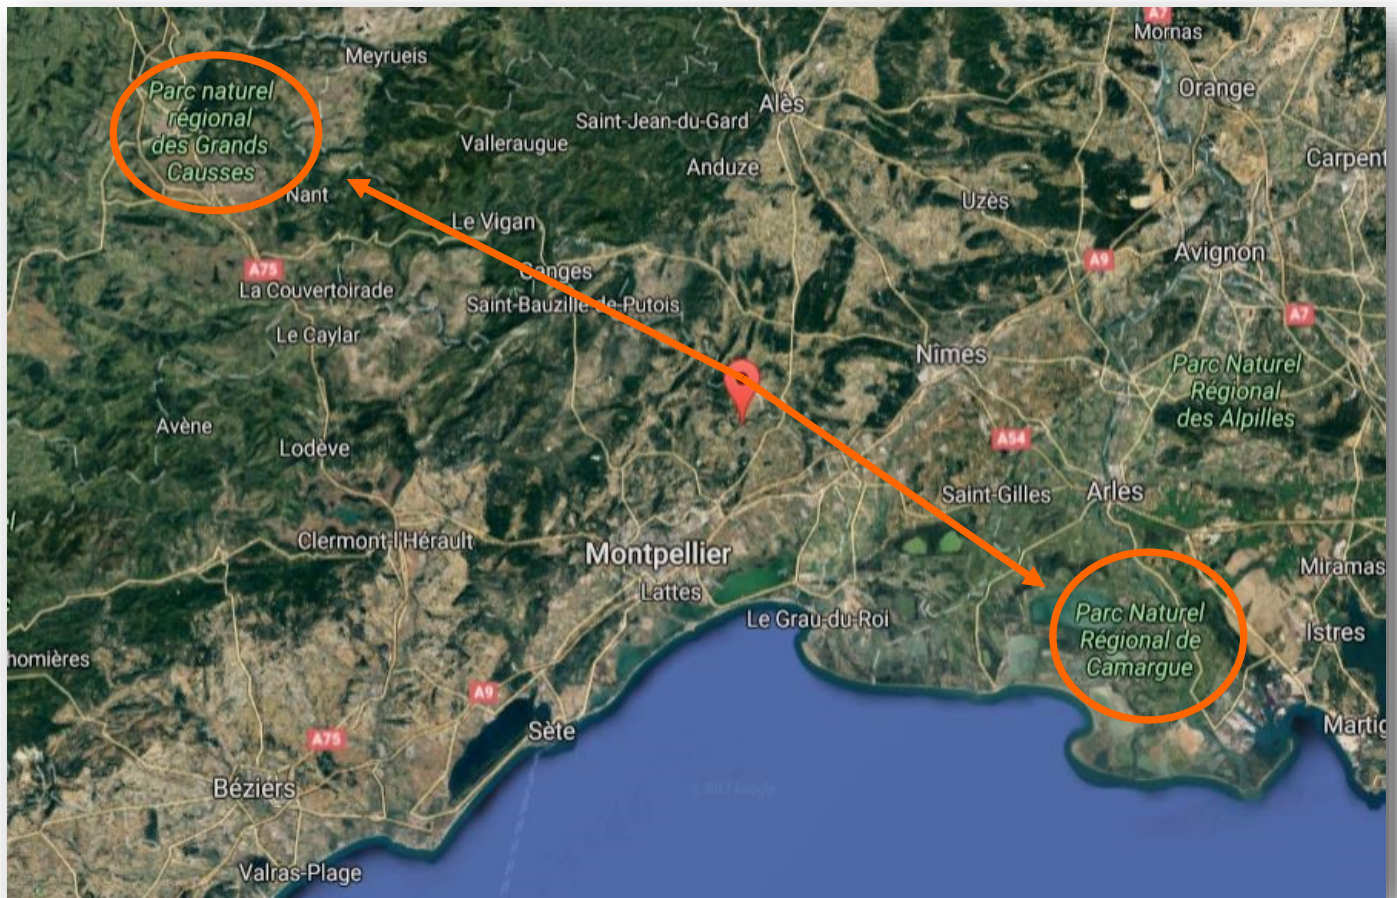 A7
Mornas
Meyrueis
Orange
Parc naturel
régional
des Grands
Causses
Alès
Saint-Jean-du-Gard
Valleraugue
Anduze
Carpent
Nant
Uzès
Le Vigan
Avignon
A9
A75
Ganges
La Couvertoirade
Saint-Bauzille-de-Putois
A7
Le Caylar
Nîmes
Parc Naturel
Régional
des Alpilles
Avène
Lodève
A54
Saint-Gilles
Arles
Clermont-l'Hérault
Montpellier
Lattes
Miramas
Le Grau-du-Roi
Parc Naturel
Régional de
Camargue
Istres
homières
A9
Sète
Martig
A75
Béziers
© 2017 Google
Valras-Plage